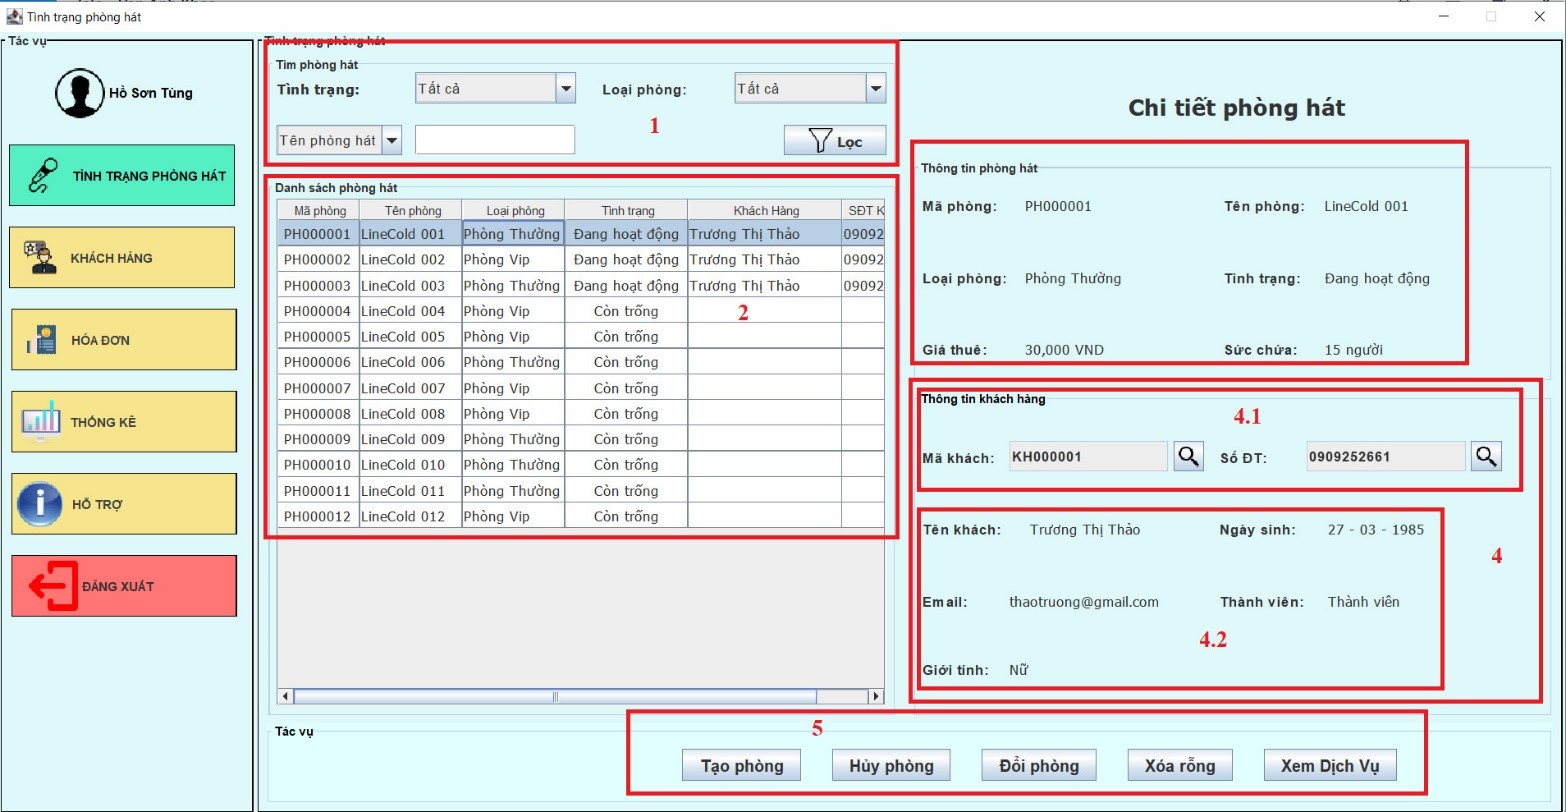 Tình trạng phòng hát
Tác vụ
Hồ Sơn Tùng
TÌNH TRẠNG PHÒNG HÁT
KHÁCH HÀNG
HÓA ĐƠN
THỐNG KÊ
HỖ TRỢ
ĐĂNG XUẤT
Tình trạng phòng hát
Tìm phòng hát
Tình trạng: Tất cả Loại phòng: Tất cả
1
Tên phòng hát Lọc
Danh sách phòng hát
Mã phòng Tên phòng Loại phòng Tình trạng Khách Hàng SĐT K
PH000001 LineCold 001 Phòng Thường Đang hoạt động Trương Thị Thảo 09092
PH000002 LineCold 002 Phòng Vip Đang hoạt động Trương Thị Thảo 09092
PH000003 LineCold 003 Phòng Thường Đang hoạt động Trương Thị Thảo 09092
PH000004 LineCold 004 Phòng Vip Còn trống
2
PH000005 LineCold 005 Phòng Vip Còn trống
PH000006 LineCold 006 Phòng Thường Còn trống
PH000007 LineCold 007 Phòng Vip Còn trống
PH000008 LineCold 008 Phòng Vip Còn trống
PH000009 LineCold 009 Phòng Thường Còn trống
PH000010 LineCold 010 Phòng Thường Còn trống
PH000011 LineCold 011 Phòng Thường Còn trống
PH000012 LineCold 012 Phòng Vip Còn trống
Chi tiết phòng hát
Thông tin phòng hát
Mã phòng: PH000001 Tên phòng: LineCold 001
Loại phòng: Phòng Thường Tình trạng: Đang hoạt động
Giá thuê: 30,000 VND Sức chứa: 15 người
Thông tin khách hàng
4.1
Mã khách: KH000001 Số ĐT: 0909252661
Tên khách: Trương Thị Thảo Ngày sinh: 27 - 03 - 1985
4
Email: thaotruong@gmail.com Thành viên: Thành viên
4.2
Giới tính: Nữ
Tác vụ
5
Tạo phòng Hủy phòng Đổi phòng Xóa rỗng Xem Dịch Vụ